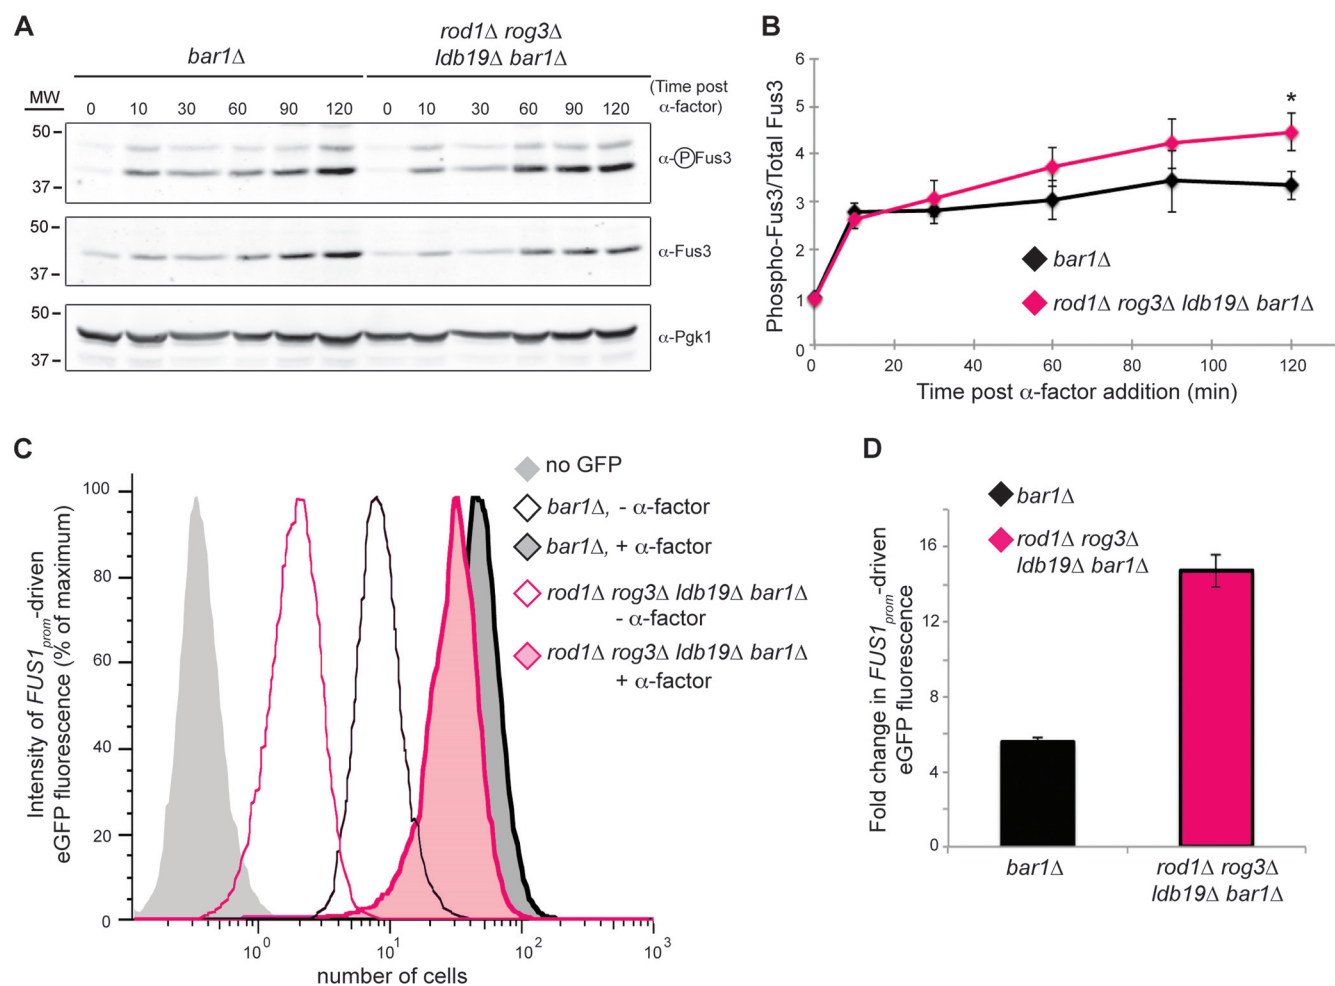 A
bar1Δ
rod1Δ rog3Δ
ldb19Δ bar1Δ
MW
0 10 30 60 90 120 0 10 30 60 90 120
(Time post
α-factor)
50
37
α-PFus3
50
37
α-Fus3
50
37
α-Pgk1
B
Phospho-Fus3/Total Fus3
6
5
4
3
2
1
0
*
bar1Δ
rod1Δ rog3Δ ldb19Δ bar1Δ
0 20 40 60 80 100 120
Time post α-factor addition (min)
C
Intensity of FUS1prom-driven
eGFP fluorescence (% of maximum)
100
80
60
40
20
0
no GFP
bar1Δ, - α-factor
bar1Δ, + α-factor
rod1Δ rog3Δ ldb19Δ bar1Δ
- α-factor
rod1Δ rog3Δ ldb19Δ bar1Δ
+ α-factor
10⁰ 10¹ 10² 10³
number of cells
D
bar1Δ
rod1Δ rog3Δ
ldb19Δ bar1Δ
Fold change in FUS1prom-driven
eGFP fluorescence
16
12
8
4
0
bar1Δ
rod1Δ rog3Δ
ldb19Δ bar1Δ